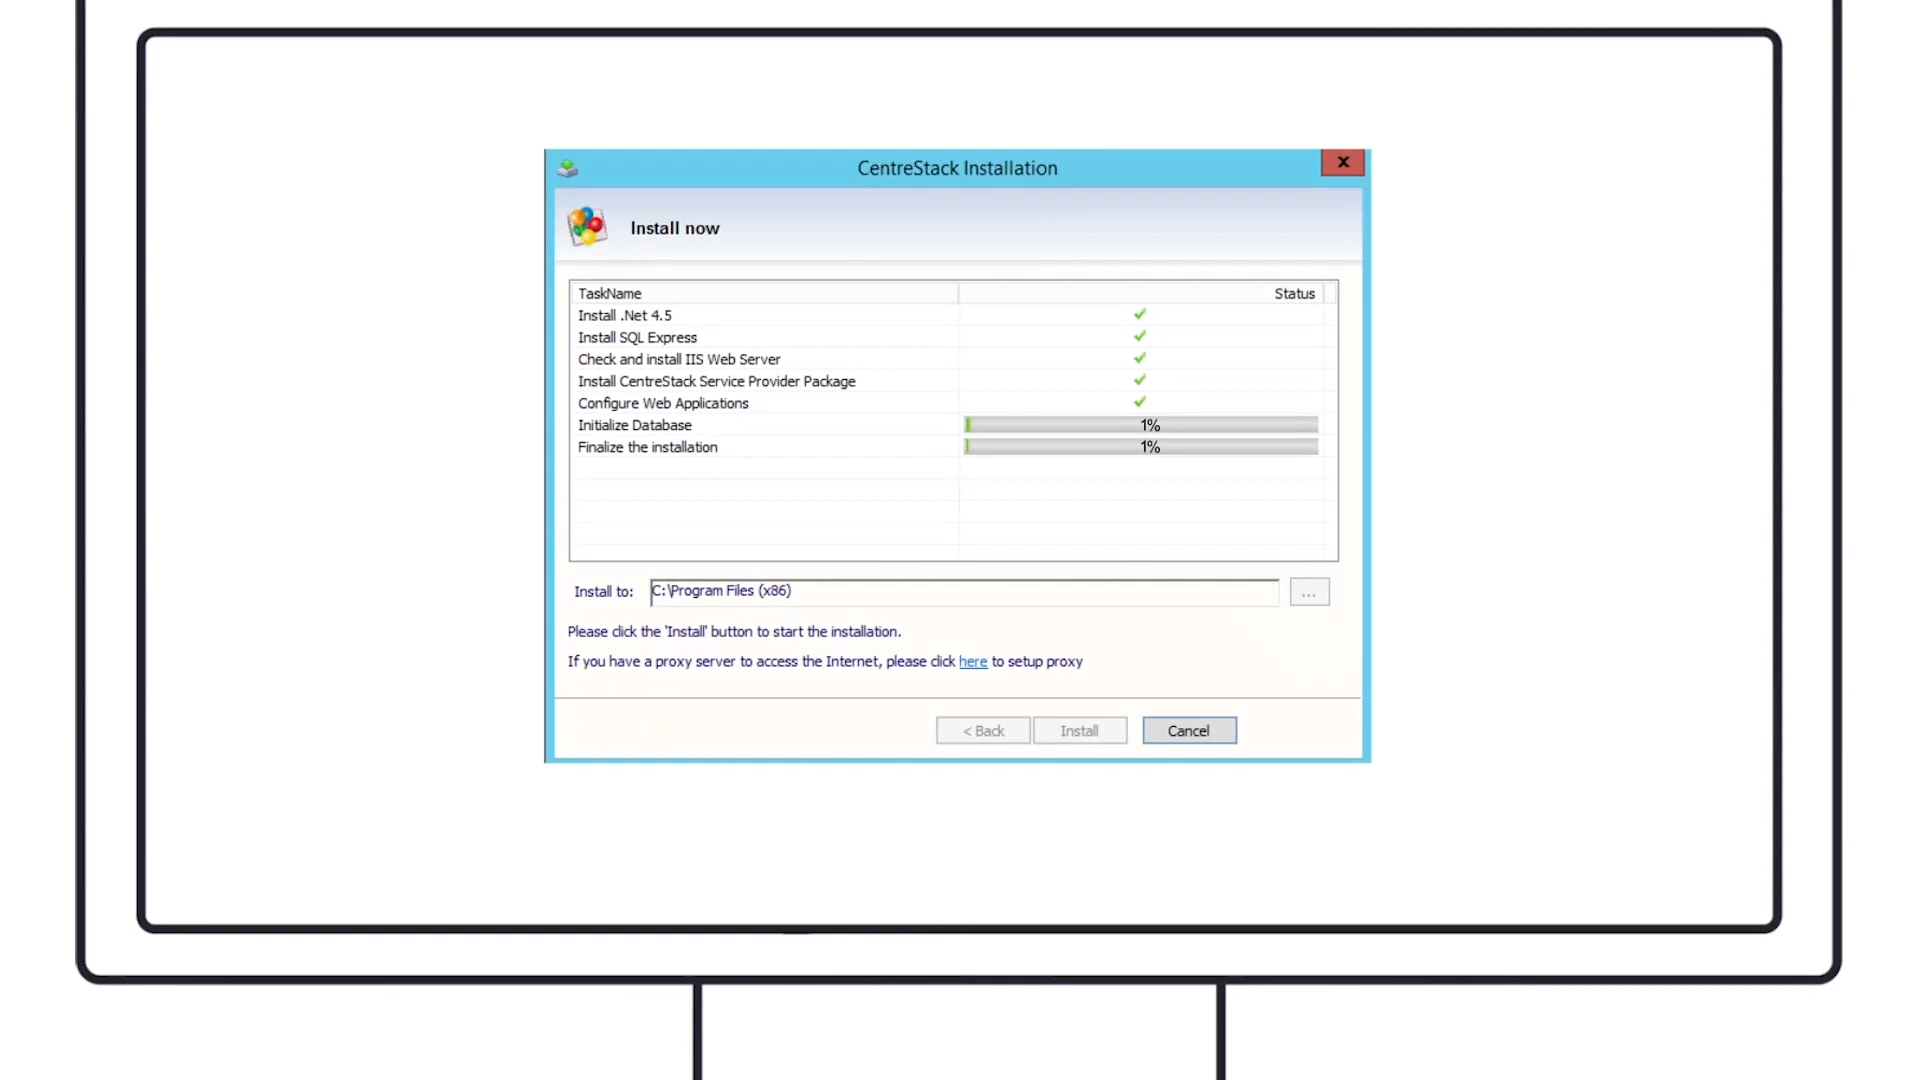 CentreStack Installation
x
Install now
TaskName Status
Install .Net 4.5
Install SQL Express
Check and install IIS Web Server
Install CentreStack Service Provider Package
Configure Web Applications
Initialize Database 1%
Finalize the installation 1%
Install to: C:\Program Files (x86) ...
Please click the 'Install' button to start the installation.
If you have a proxy server to access the Internet, please click here to setup proxy
< Back Install Cancel